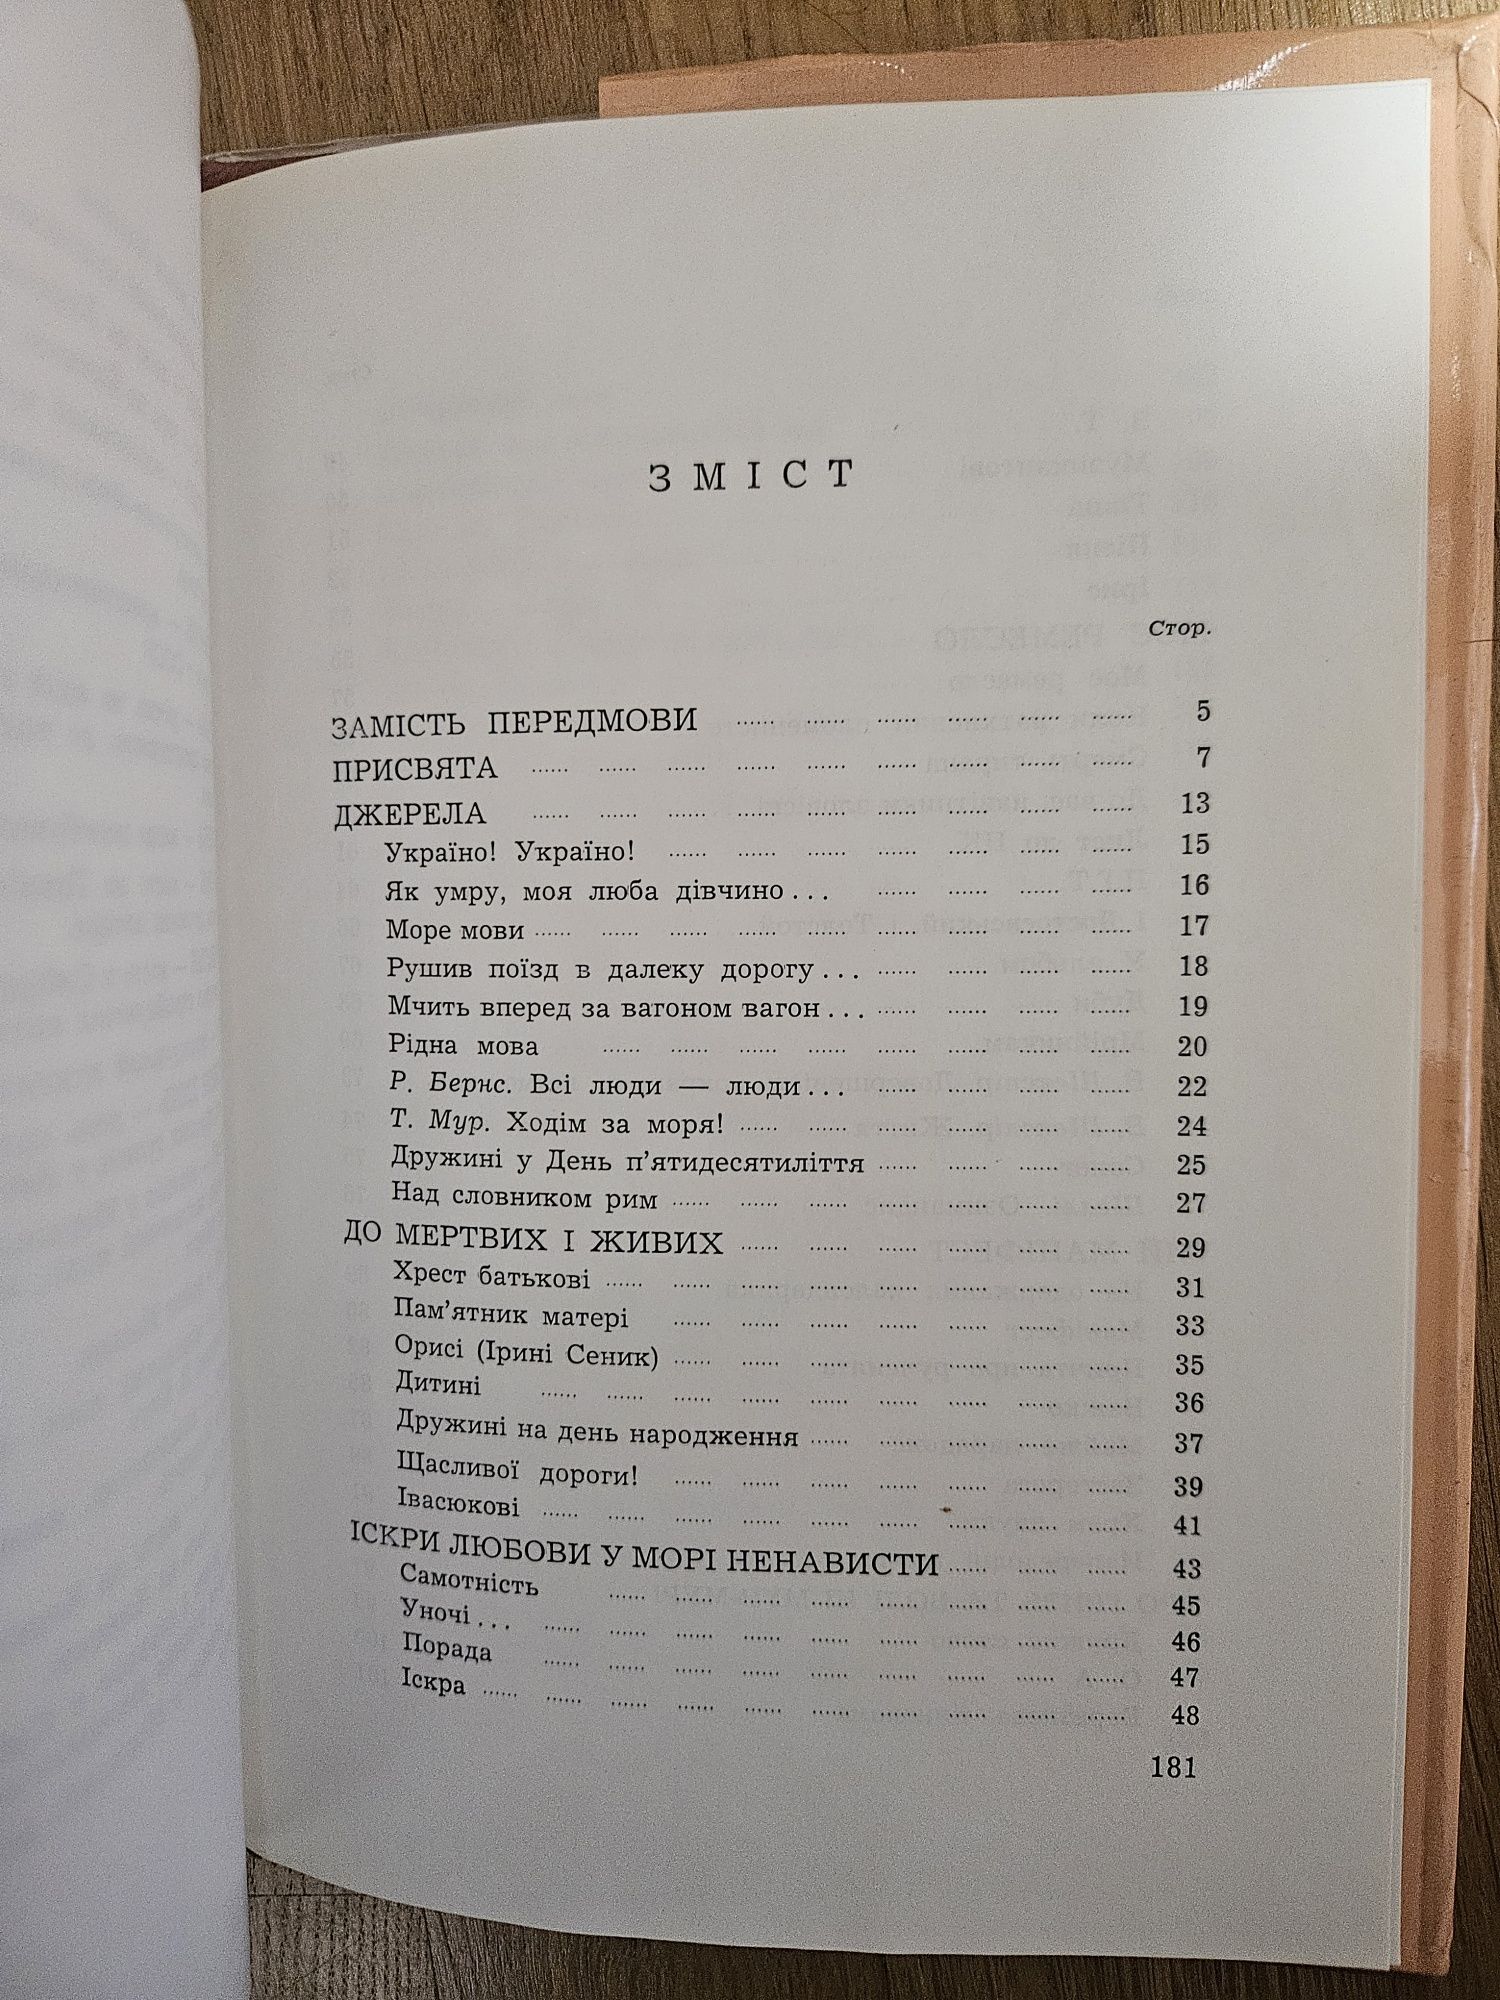 ЗМІСТ
Стор.
ЗАМІСТЬ ПЕРЕДМОВИ ...... ...... ...... ...... ...... ...... 5
ПРИСВЯТА ...... ...... ...... ...... ...... ...... ...... ...... ...... 7
ДЖЕРЕЛА ...... ...... ...... ...... ...... ...... ...... ...... ...... 13
Україно! Україно! ...... ...... ...... ...... ...... ...... ...... 15
Як умру, моя люба дівчино... ...... ...... ...... ...... 16
Море мови ...... ...... ...... ...... ...... ...... ...... ...... ...... 17
Рушив поїзд в далеку дорогу... ...... ...... ...... ...... 18
Мчить вперед за вагоном вагон... ...... ...... ...... ...... 19
Рідна мова ...... ...... ...... ...... ...... ...... ...... ...... 20
Р. Бернс. Всі люди — люди... ...... ...... ...... ...... 22
Т. Мур. Ходім за моря! ...... ...... ...... ...... ...... ...... 24
Дружині у День п'ятидесятиліття ...... ...... ...... ...... 25
Над словником рим ...... ...... ...... ...... ...... ...... ...... 27
ДО МЕРТВИХ І ЖИВИХ ...... ...... ...... ...... ...... ...... 29
Хрест батькові ...... ...... ...... ...... ...... ...... ...... ...... 31
Пам'ятник матері ...... ...... ...... ...... ...... ...... ...... 33
Орисі (Ірині Сеник) ...... ...... ...... ...... ...... ...... ...... 35
Дитині ...... ...... ...... ...... ...... ...... ...... ...... ...... 36
Дружині на день народження ...... ...... ...... ...... ...... 37
Щасливої дороги! ...... ...... ...... ...... ...... ...... ...... 39
Івасюкові ...... ...... ...... ...... ...... ...... ...... ...... ...... 41
ІСКРИ ЛЮБОВИ У МОРІ НЕНАВИСТИ ...... ...... ...... 43
Самотність ...... ...... ...... ...... ...... ...... ...... ...... 45
Уночі... ...... ...... ...... ...... ...... ...... ...... ...... ...... 46
Порада ...... ...... ...... ...... ...... ...... ...... ...... ...... 47
Іскра ...... ...... ...... ...... ...... ...... ...... ...... ...... ...... 48
181